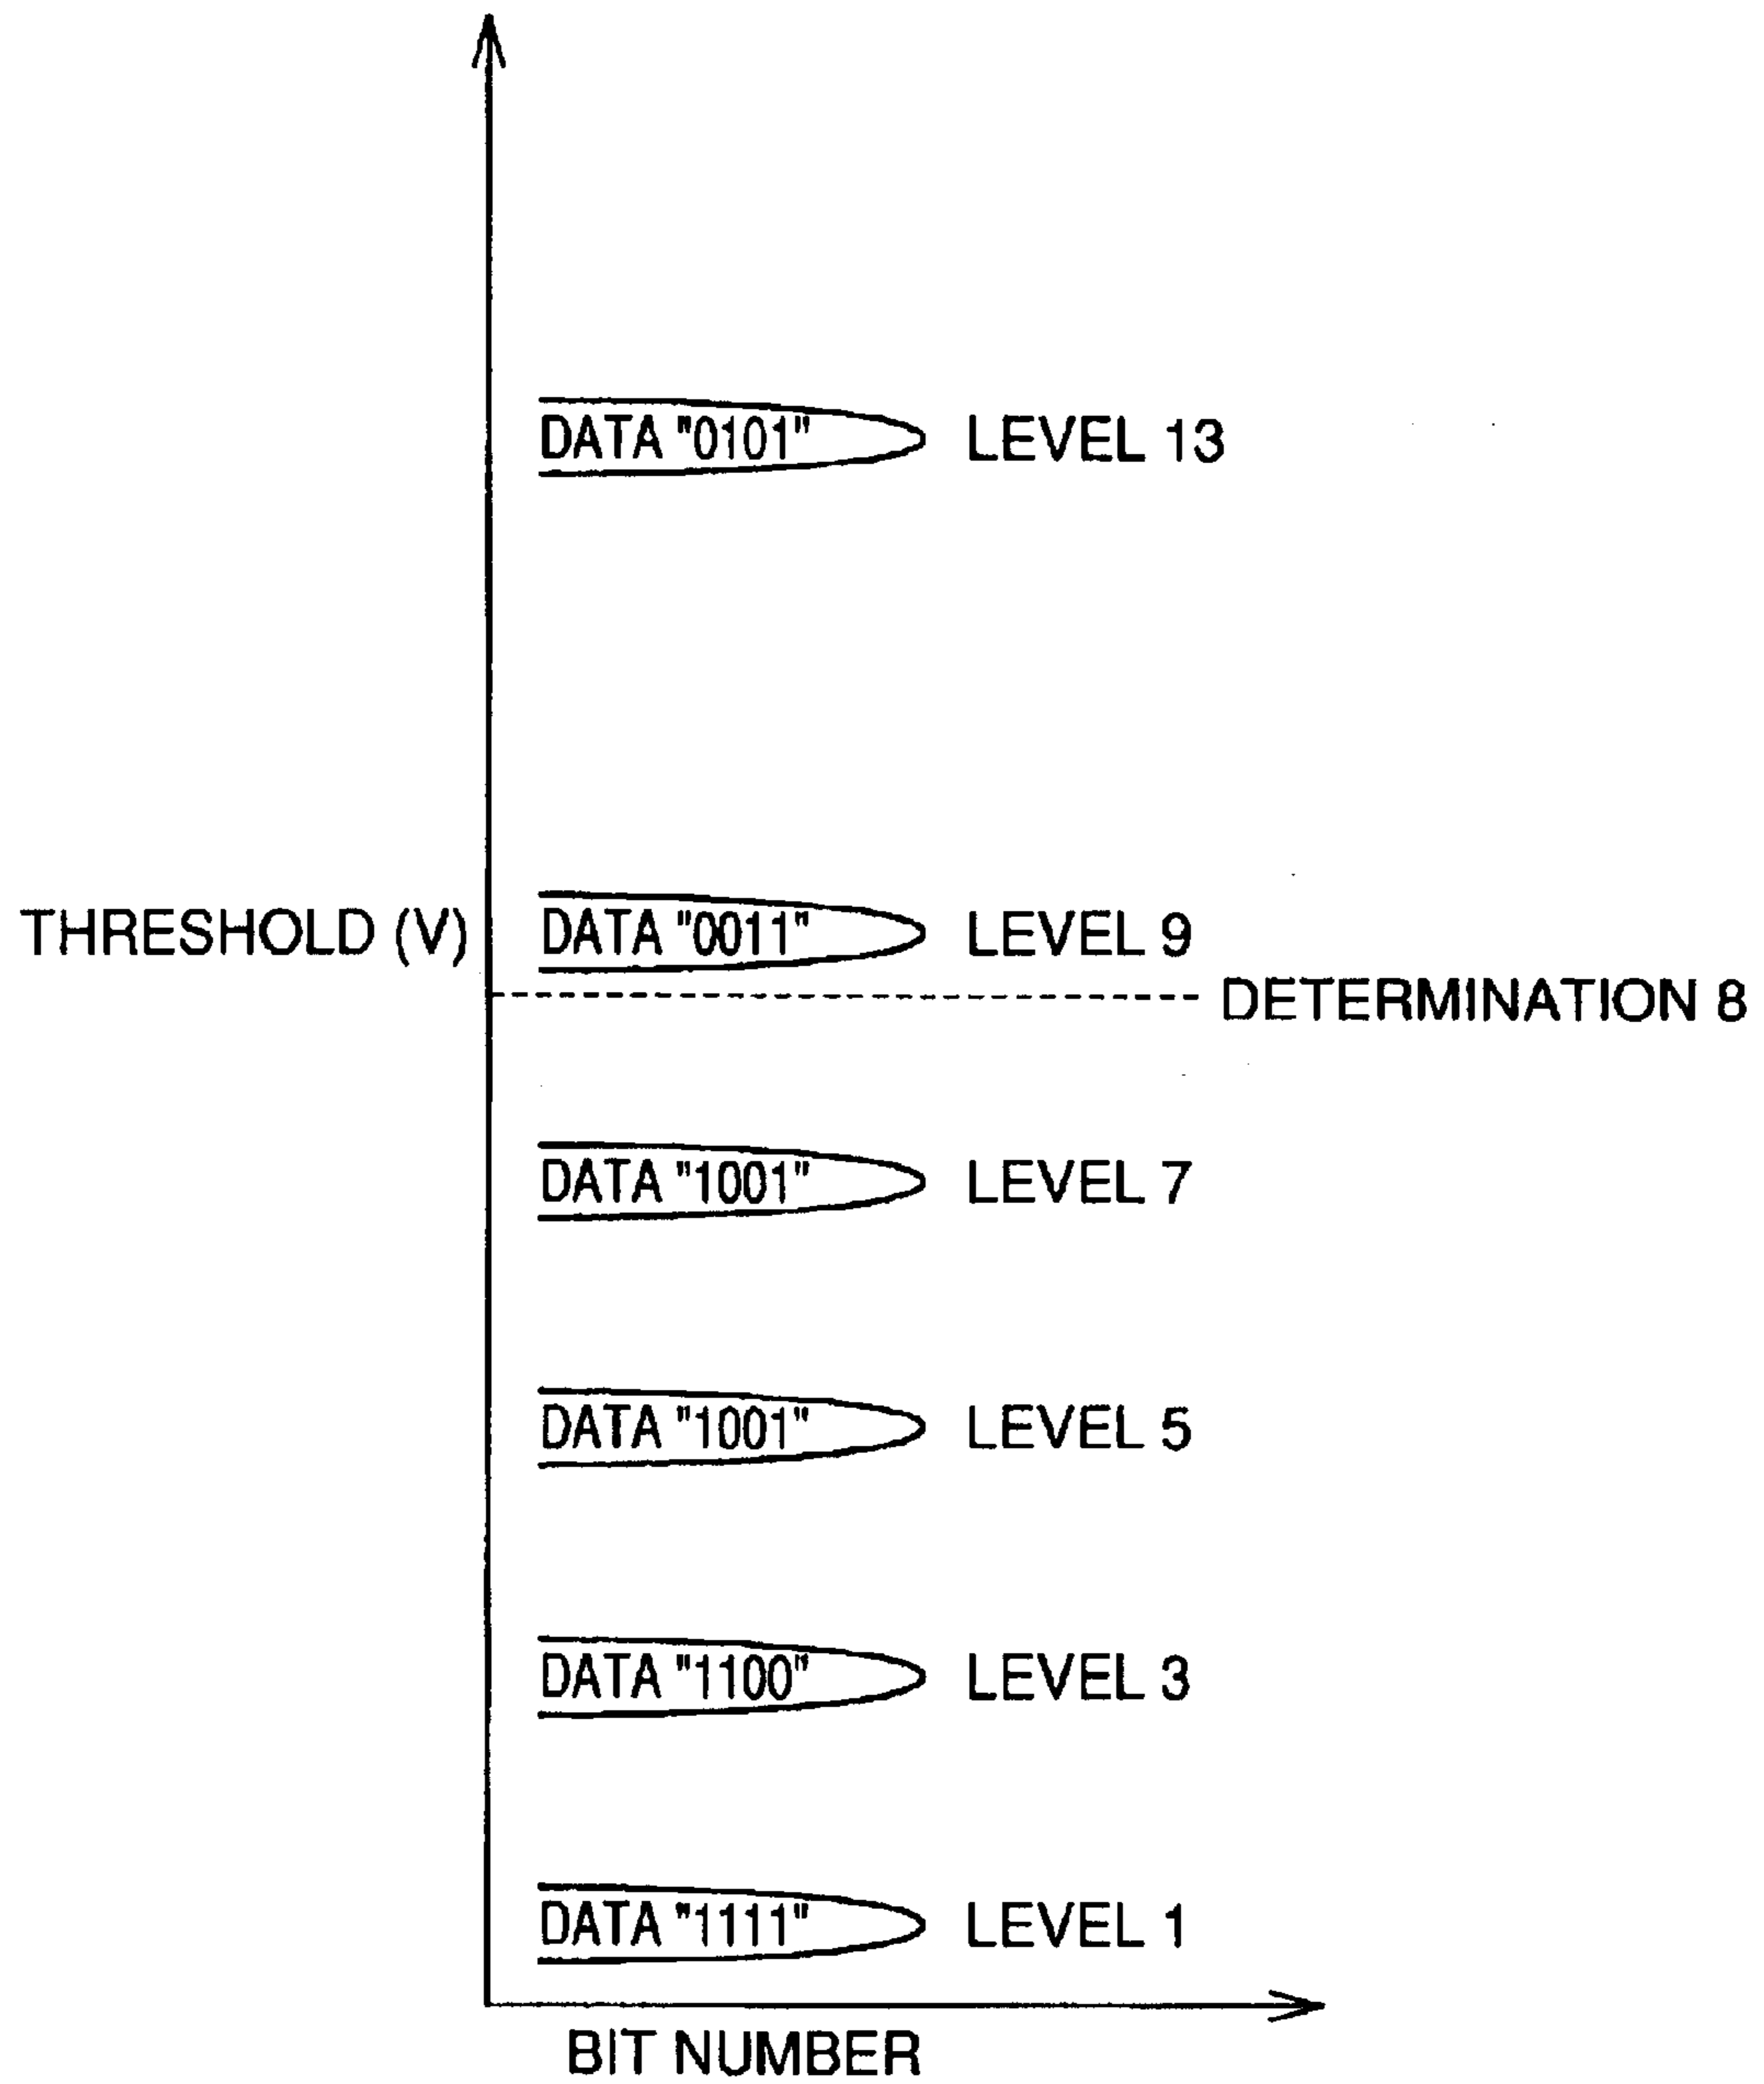 DATA "0101" LEVEL 13
THRESHOLD (V) DATA "0011" LEVEL 9
DETERMINATION 8
DATA "1001" LEVEL 7
DATA "1001" LEVEL 5
DATA "1100" LEVEL 3
DATA "1111" LEVEL 1
BIT NUMBER